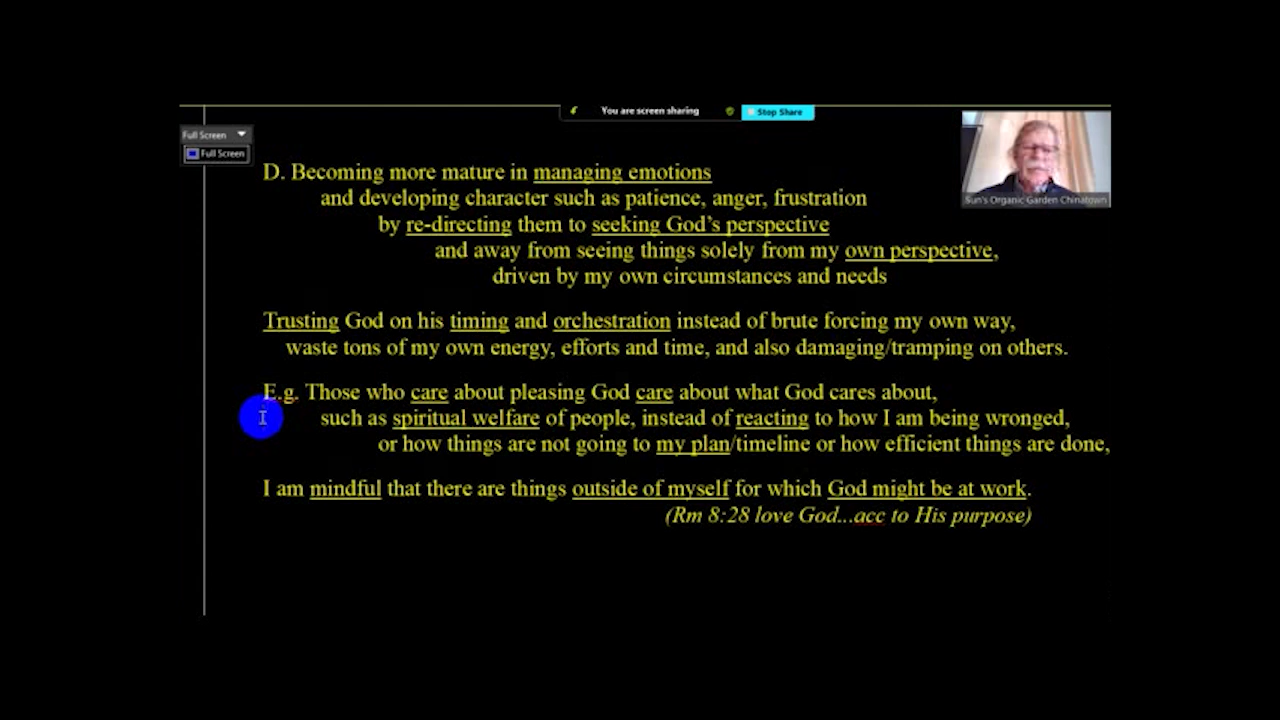 You are screen sharing
Stop Share
Full Screen
Full Screen
Sun's Organic Garden Chinatown
D. Becoming more mature in managing emotions
and developing character such as patience, anger, frustration
by re-directing them to seeking God's perspective
and away from seeing things solely from my own perspective,
driven by my own circumstances and needs
Trusting God on his timing and orchestration instead of brute forcing my own way,
waste tons of my own energy, efforts and time, and also damaging/tramping on others.
E.g. Those who care about pleasing God care about what God cares about,
such as spiritual welfare of people, instead of reacting to how I am being wronged,
or how things are not going to my plan/timeline or how efficient things are done,
I am mindful that there are things outside of myself for which God might be at work.
(Rm 8:28 love God...acc to His purpose)